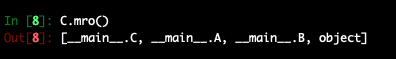 In [8]: C.mro()
Out[8]: [__main__.C, __main__.A, __main__.B, object]